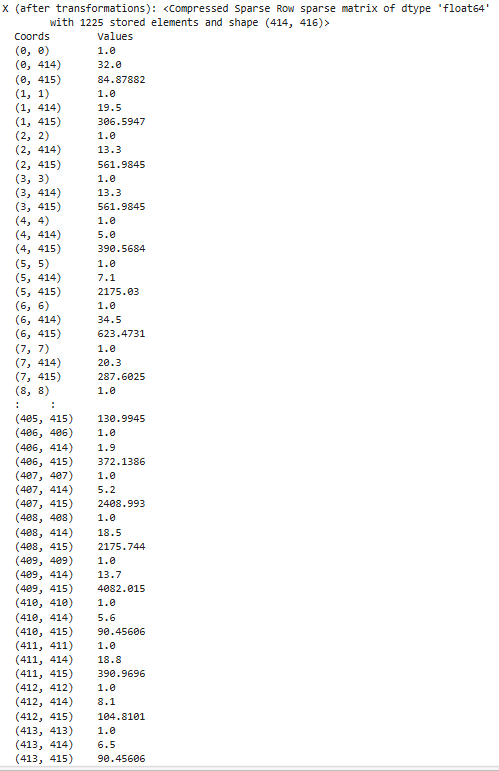 X (after transformations): <Compressed Sparse Row sparse matrix of dtype 'float64'
with 1225 stored elements and shape (414, 416)>
Coords Values
(0, 0) 1.0
(0, 414) 32.0
(0, 415) 84.87882
(1, 1) 1.0
(1, 414) 19.5
(1, 415) 306.5947
(2, 2) 1.0
(2, 414) 13.3
(2, 415) 561.9845
(3, 3) 1.0
(3, 414) 13.3
(3, 415) 561.9845
(4, 4) 1.0
(4, 414) 5.0
(4, 415) 390.5684
(5, 5) 1.0
(5, 414) 7.1
(5, 415) 2175.03
(6, 6) 1.0
(6, 414) 34.5
(6, 415) 623.4731
(7, 7) 1.0
(7, 414) 20.3
(7, 415) 287.6025
(8, 8) 1.0
: :
(405, 415) 130.9945
(406, 406) 1.0
(406, 414) 1.9
(406, 415) 372.1386
(407, 407) 1.0
(407, 414) 5.2
(407, 415) 2408.993
(408, 408) 1.0
(408, 414) 18.5
(408, 415) 2175.744
(409, 409) 1.0
(409, 414) 13.7
(409, 415) 4082.015
(410, 410) 1.0
(410, 414) 5.6
(410, 415) 90.45606
(411, 411) 1.0
(411, 414) 18.8
(411, 415) 390.9696
(412, 412) 1.0
(412, 414) 8.1
(412, 415) 104.8101
(413, 413) 1.0
(413, 414) 6.5
(413, 415) 90.45606